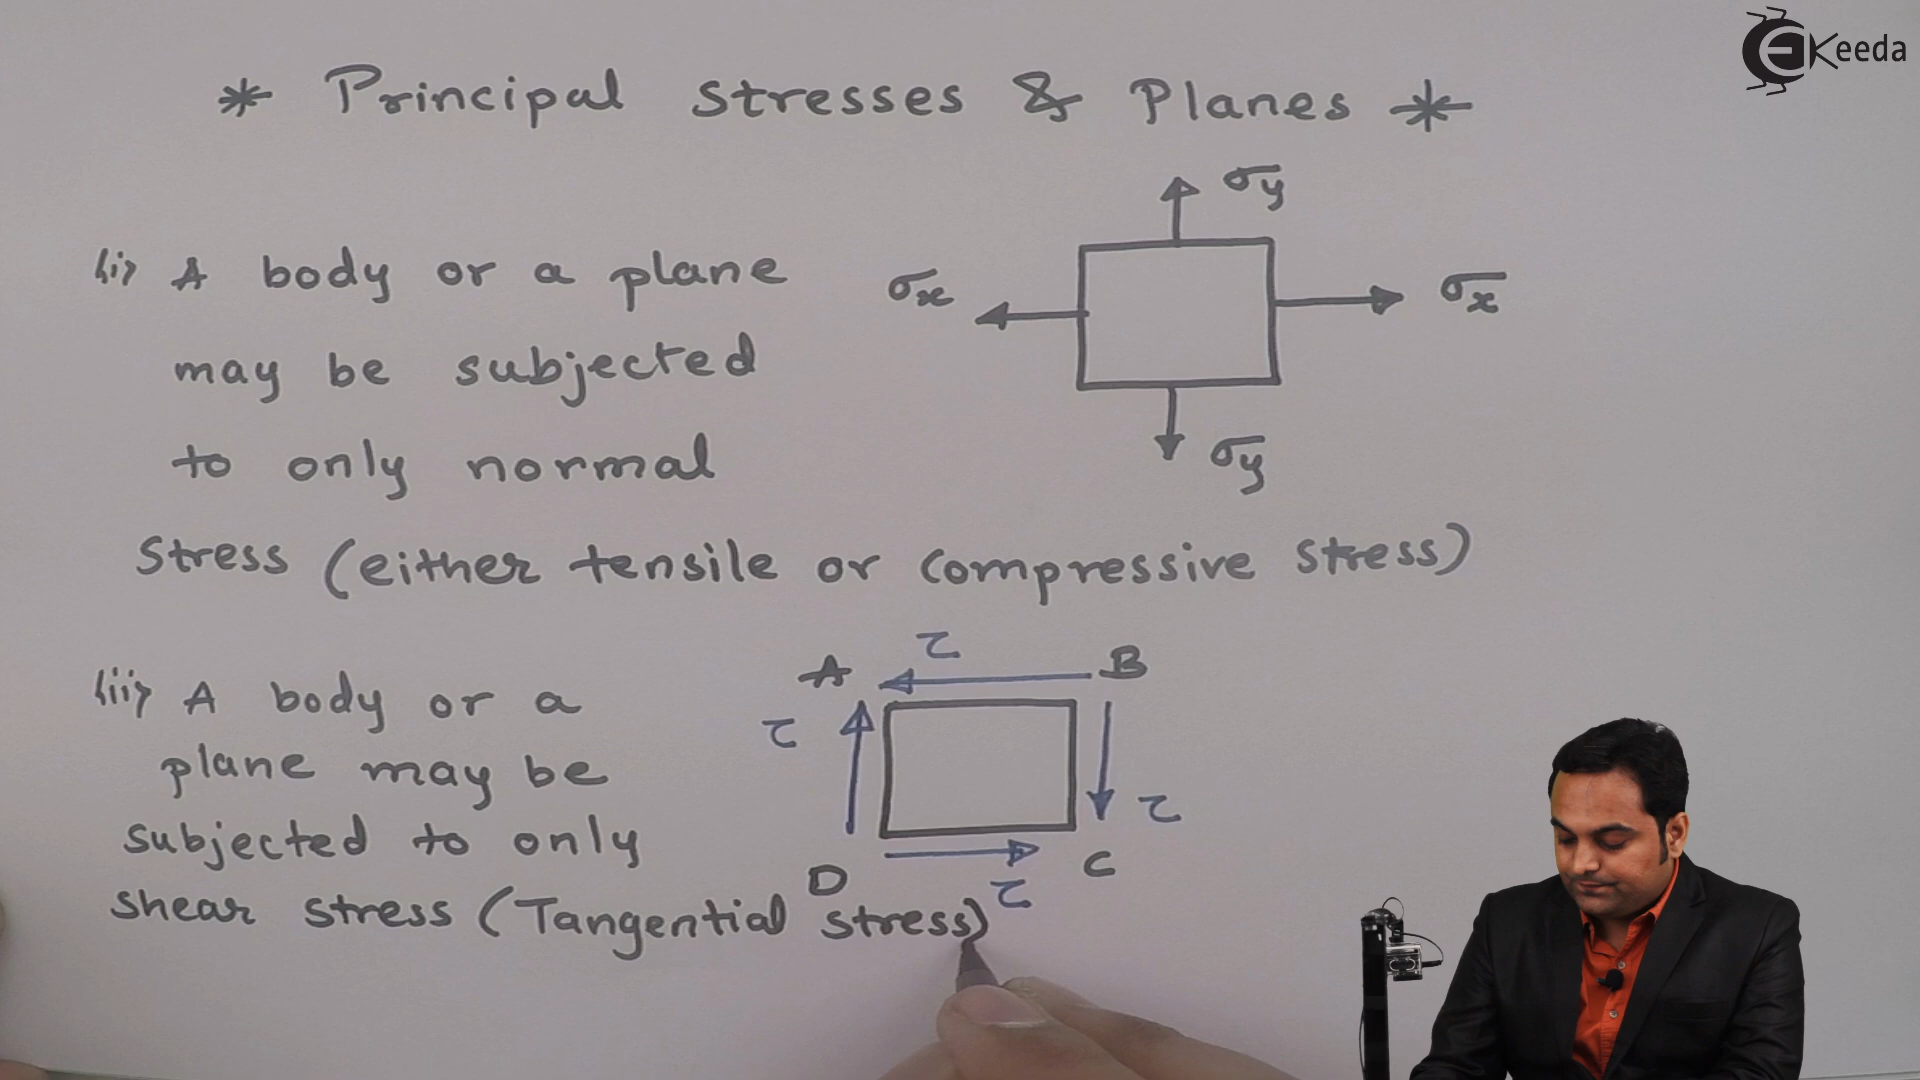 EKeeda
* Principal Stresses & Planes *
(i) A body or a plane
may be subjected
to only normal
Stress (either tensile or compressive stress)
σy
σx
σx
σy
(ii) A body or a
plane may be
subjected to only
shear stress (Tangential stress)
τ
A
B
τ
τ
D
C
τ